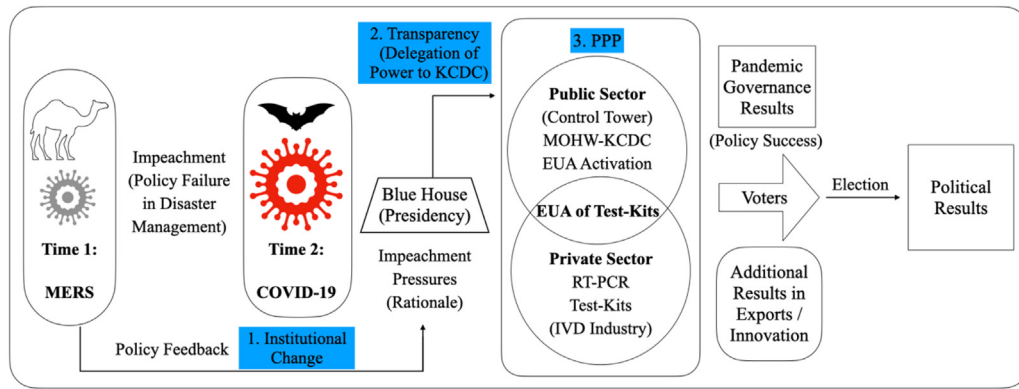 Time 1:
MERS
Impeachment
(Policy Failure
in Disaster
Management)
Time 2:
COVID-19
Policy Feedback
1. Institutional
Change
2. Transparency
(Delegation of
Power to KCDC)
Blue House
(Presidency)
Impeachment
Pressures
(Rationale)
3. PPP
Public Sector
(Control Tower)
MOHW-KCDC
EUA Activation
EUA of Test-Kits
Private Sector
RT-PCR
Test-Kits
(IVD Industry)
Pandemic
Governance
Results
(Policy Success)
Voters
Additional
Results in
Exports /
Innovation
Election
Political
Results